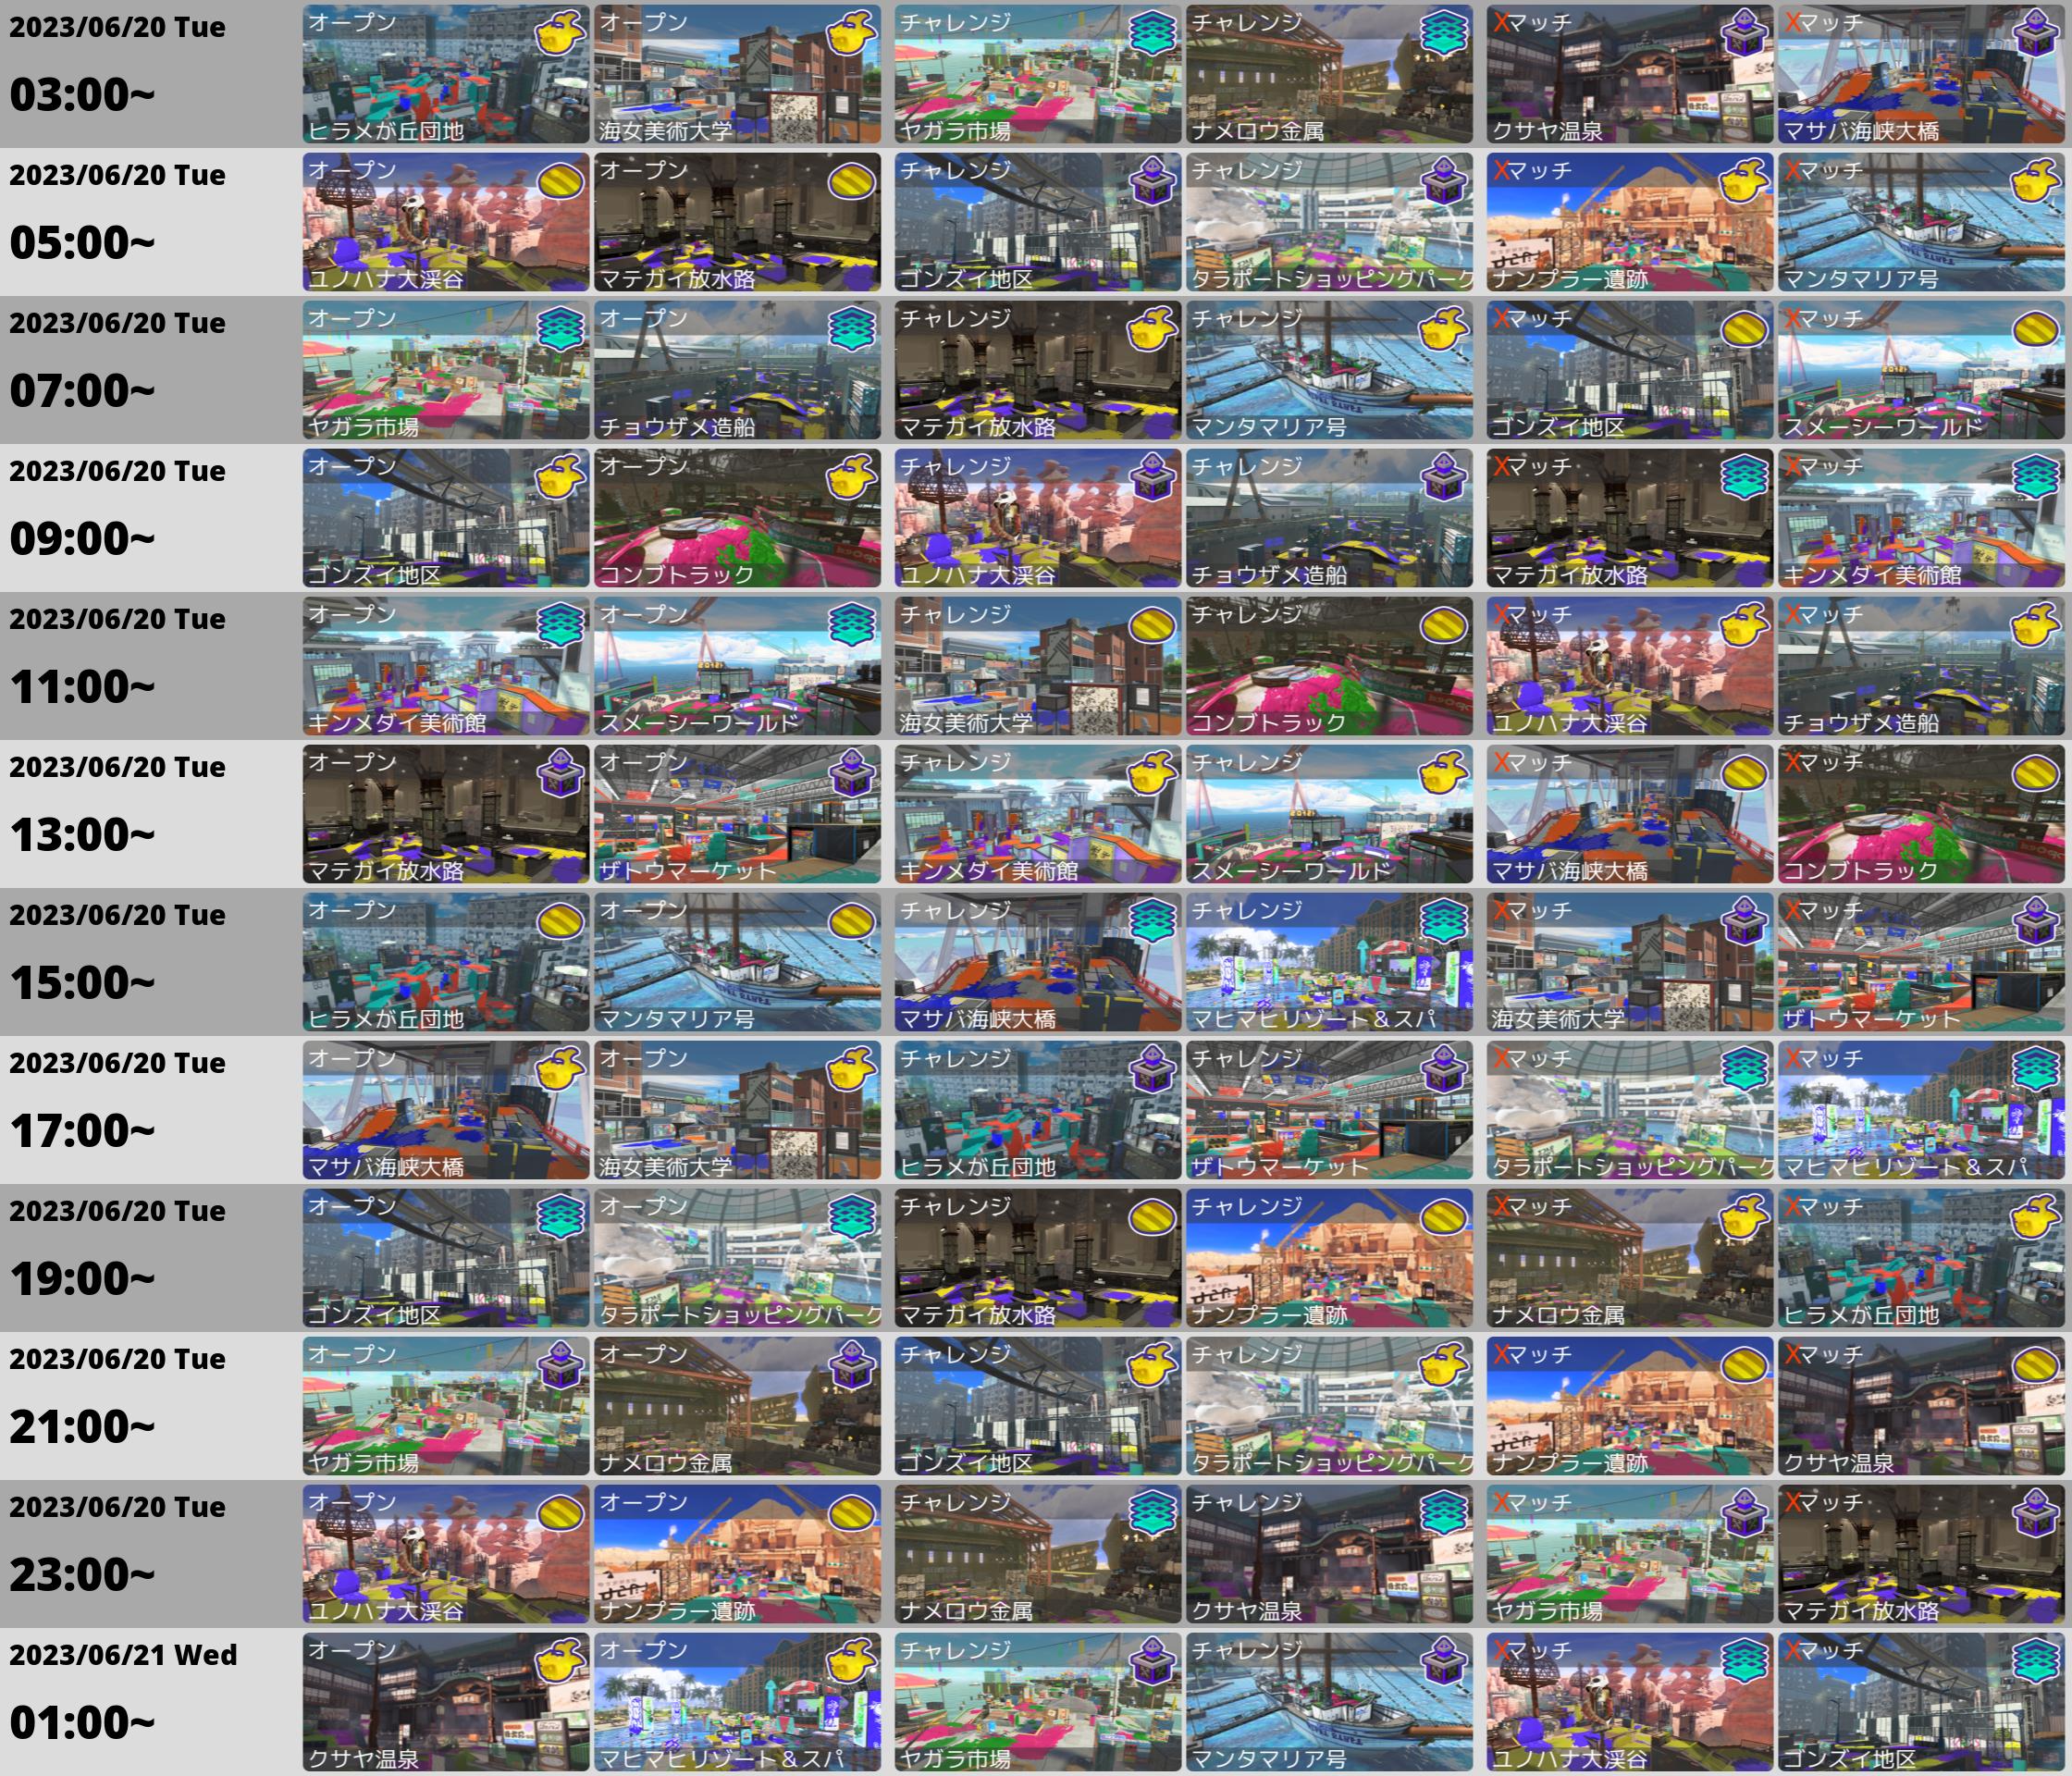 2023/06/20 Tue
03:00~
オープン オープン チャレンジ チャレンジ Xマッチ Xマッチ
ヒラメが丘団地 海女美術大学 ヤガラ市場 ナメロウ金属 クサヤ温泉 マサバ海峡大橋
2023/06/20 Tue
05:00~
オープン オープン チャレンジ チャレンジ Xマッチ Xマッチ
ユノハナ大渓谷 マテガイ放水路 ゴンズイ地区 タラポートショッピングパーク ナンプラー遺跡 マンタマリア号
2023/06/20 Tue
07:00~
オープン オープン チャレンジ チャレンジ Xマッチ Xマッチ
ヤガラ市場 チョウザメ造船 マテガイ放水路 マンタマリア号 ゴンズイ地区 スメーシーワールド
2023/06/20 Tue
09:00~
オープン オープン チャレンジ チャレンジ Xマッチ Xマッチ
ゴンズイ地区 コンブトラック ユノハナ大渓谷 チョウザメ造船 マテガイ放水路 キンメダイ美術館
2023/06/20 Tue
11:00~
オープン オープン チャレンジ チャレンジ Xマッチ Xマッチ
キンメダイ美術館 スメーシーワールド 海女美術大学 コンブトラック ユノハナ大渓谷 チョウザメ造船
2023/06/20 Tue
13:00~
オープン オープン チャレンジ チャレンジ Xマッチ Xマッチ
マテガイ放水路 ザトウマーケット キンメダイ美術館 スメーシーワールド マサバ海峡大橋 コンブトラック
2023/06/20 Tue
15:00~
オープン オープン チャレンジ チャレンジ Xマッチ Xマッチ
ヒラメが丘団地 マンタマリア号 マサバ海峡大橋 マヒマヒリゾート＆スパ 海女美術大学 ザトウマーケット
2023/06/20 Tue
17:00~
オープン オープン チャレンジ チャレンジ Xマッチ Xマッチ
マサバ海峡大橋 海女美術大学 ヒラメが丘団地 ザトウマーケット タラポートショッピングパーク マヒマヒリゾート＆スパ
2023/06/20 Tue
19:00~
オープン オープン チャレンジ チャレンジ Xマッチ Xマッチ
ゴンズイ地区 タラポートショッピングパーク マテガイ放水路 ナンプラー遺跡 ナメロウ金属 ヒラメが丘団地
2023/06/20 Tue
21:00~
オープン オープン チャレンジ チャレンジ Xマッチ Xマッチ
ヤガラ市場 ナメロウ金属 ゴンズイ地区 タラポートショッピングパーク ナンプラー遺跡 クサヤ温泉
2023/06/20 Tue
23:00~
オープン オープン チャレンジ チャレンジ Xマッチ Xマッチ
ユノハナ大渓谷 ナンプラー遺跡 ナメロウ金属 クサヤ温泉 ヤガラ市場 マテガイ放水路
2023/06/21 Wed
01:00~
オープン オープン チャレンジ チャレンジ Xマッチ Xマッチ
クサヤ温泉 マヒマヒリゾート＆スパ ヤガラ市場 マンタマリア号 ユノハナ大渓谷 ゴンズイ地区